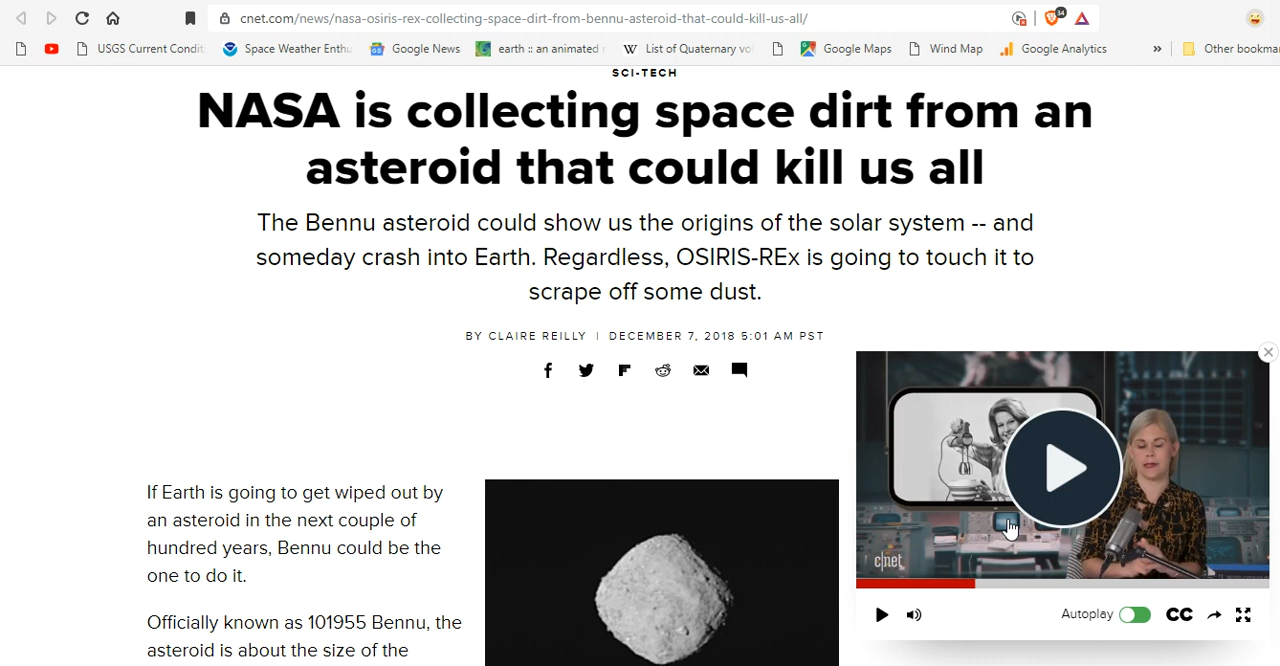 cnet.com/news/nasa-osiris-rex-collecting-space-dirt-from-bennu-asteroid-that-could-kill-us-all/
USGS Current Condit Space Weather Enthu Google News earth :: an animated List of Quaternary vo Google Maps Wind Map Google Analytics » Other bookma
SCI-TECH
NASA is collecting space dirt from an
asteroid that could kill us all
The Bennu asteroid could show us the origins of the solar system -- and
someday crash into Earth. Regardless, OSIRIS-REx is going to touch it to
scrape off some dust.
BY CLAIRE REILLY | DECEMBER 7, 2018 5:01 AM PST
If Earth is going to get wiped out by
an asteroid in the next couple of
hundred years, Bennu could be the
one to do it.
Officially known as 101955 Bennu, the
asteroid is about the size of the
c|net
Autoplay CC